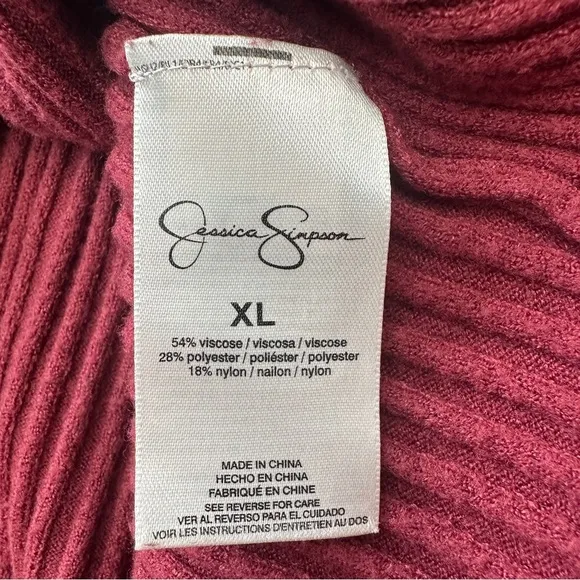 Jessica Simpson
XL
54% viscose / viscosa / viscose
28% polyester / poliéster / polyester
18% nylon / nailon / nylon
MADE IN CHINA
HECHO EN CHINA
FABRIQUÉ EN CHINE
SEE REVERSE FOR CARE
VER AL REVERSO PARA EL CUIDADO
VOIR LES INSTRUCTIONS D'ENTRETIEN AU DOS